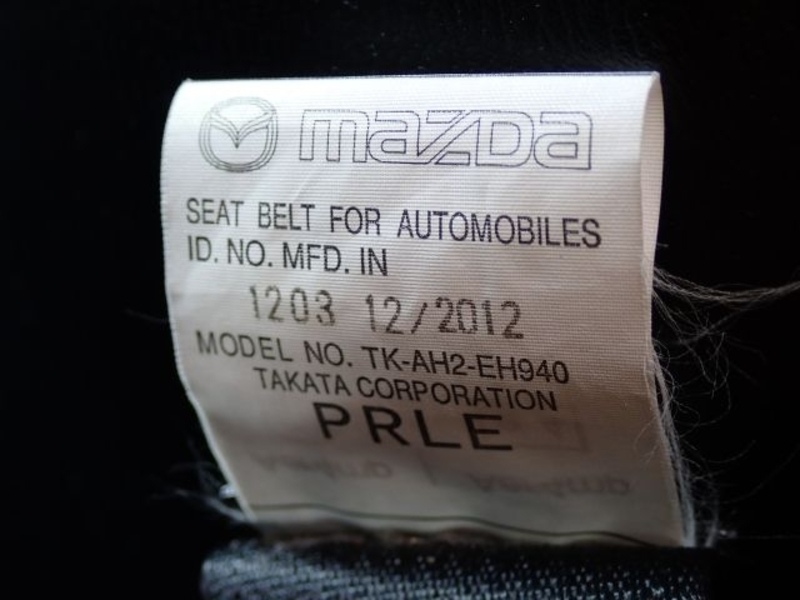 mazda
SEAT BELT FOR AUTOMOBILES
ID. NO. MFD. IN
1203 12/2012
MODEL NO. TK-AH2-EH940
TAKATA CORPORATION
PRLE